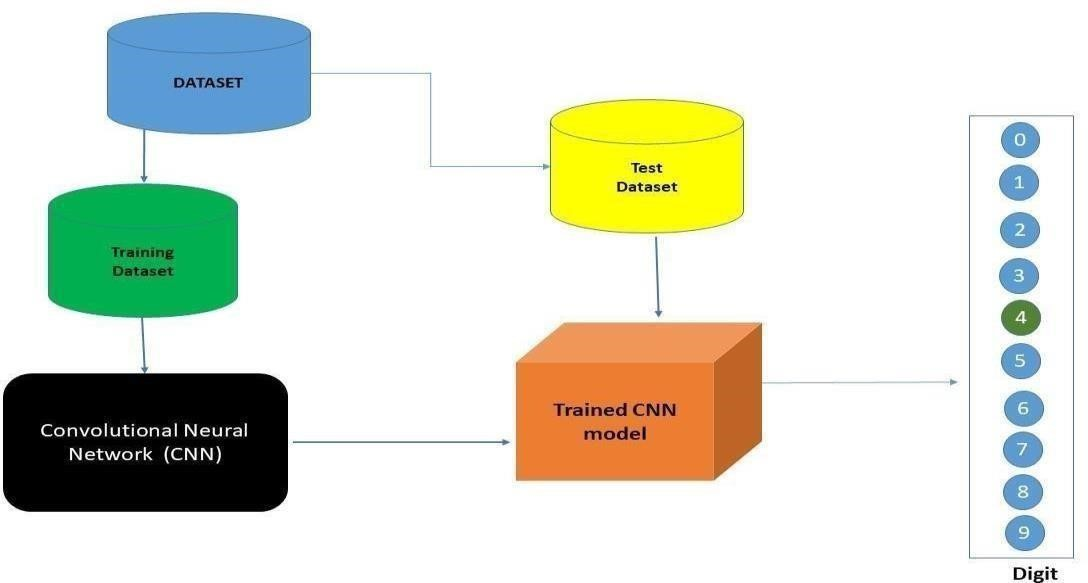 DATASET
Test
Dataset
Training
Dataset
Convolutional Neural
Network (CNN)
Trained CNN
model
0
1
2
3
4
5
6
7
8
9
Digit